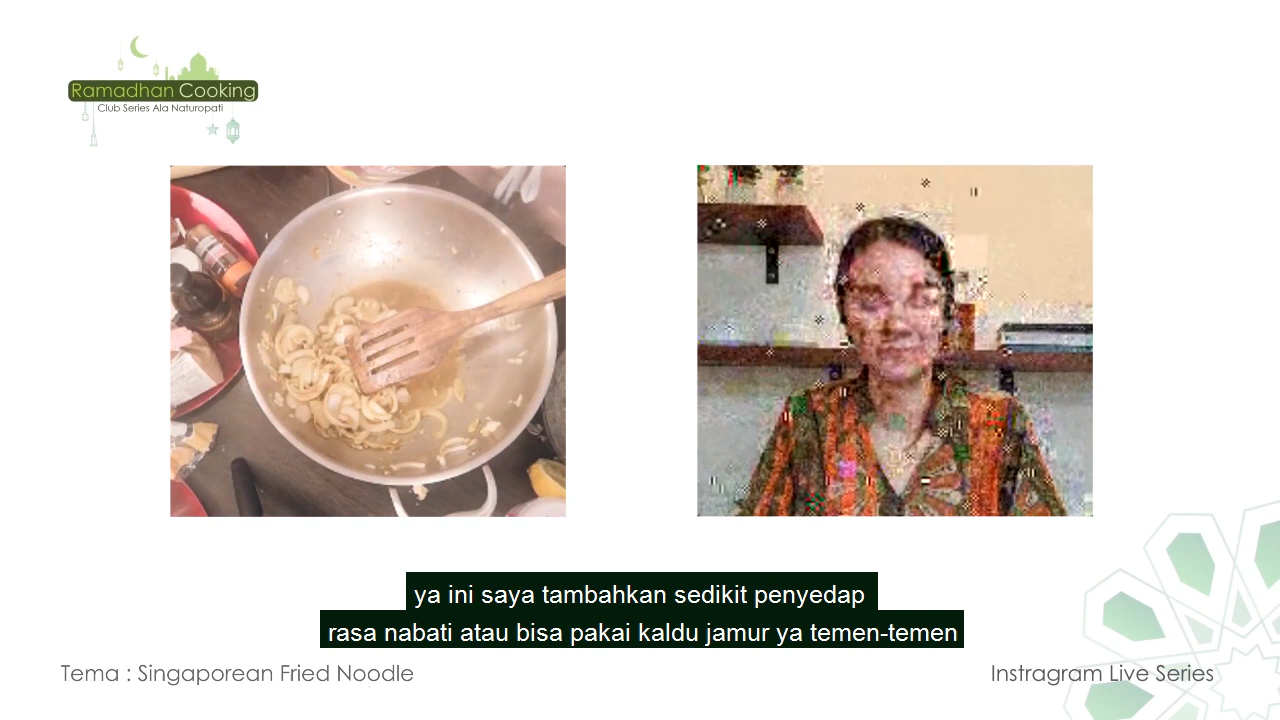 Ramadhan Cooking
Club Series Ala Naturopati
ya ini saya tambahkan sedikit penyedap
rasa nabati atau bisa pakai kaldu jamur ya temen-temen
Tema : Singaporean Fried Noodle
Instragram Live Series